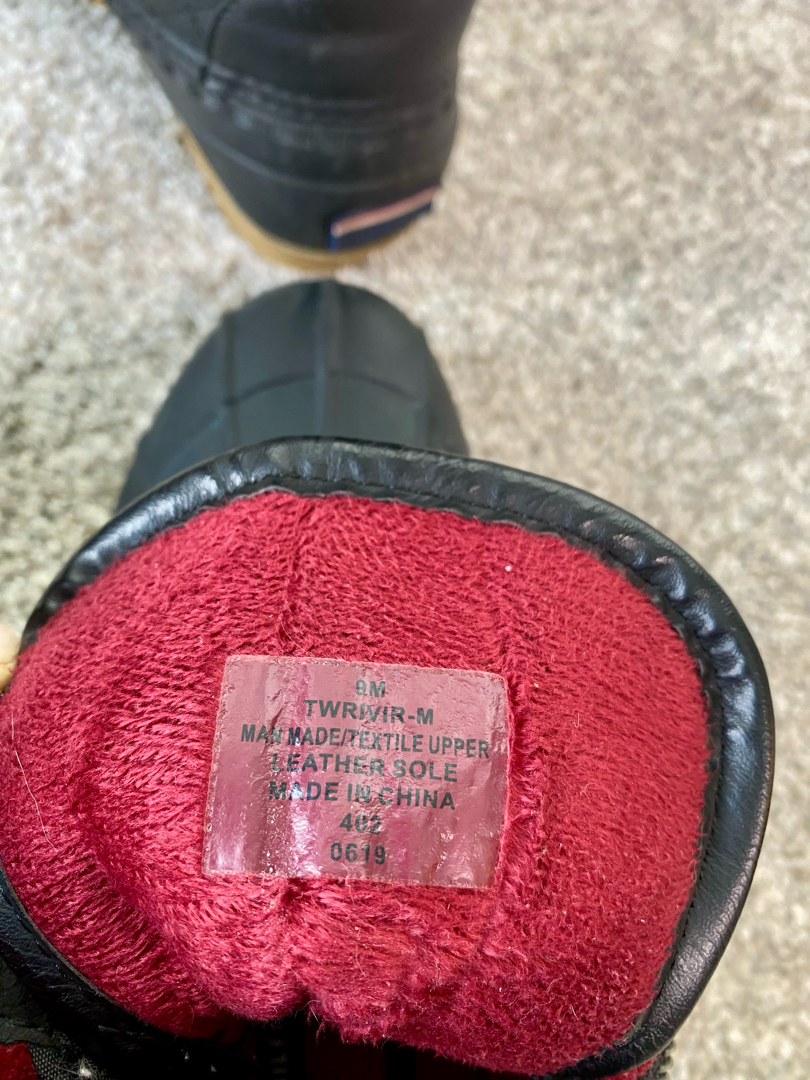 9M
TWRIVIR-M
MAN MADE/TEXTILE UPPER
LEATHER SOLE
MADE IN CHINA
402
0619